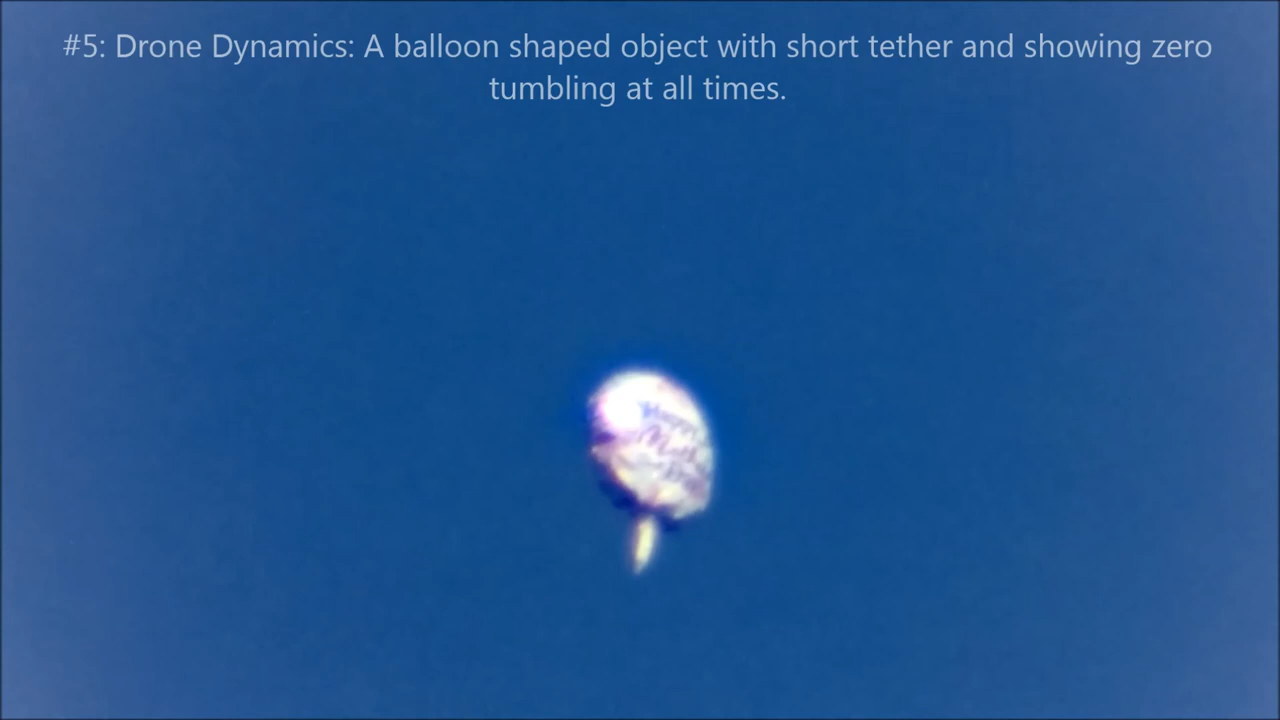 #5: Drone Dynamics: A balloon shaped object with short tether and showing zero
tumbling at all times.